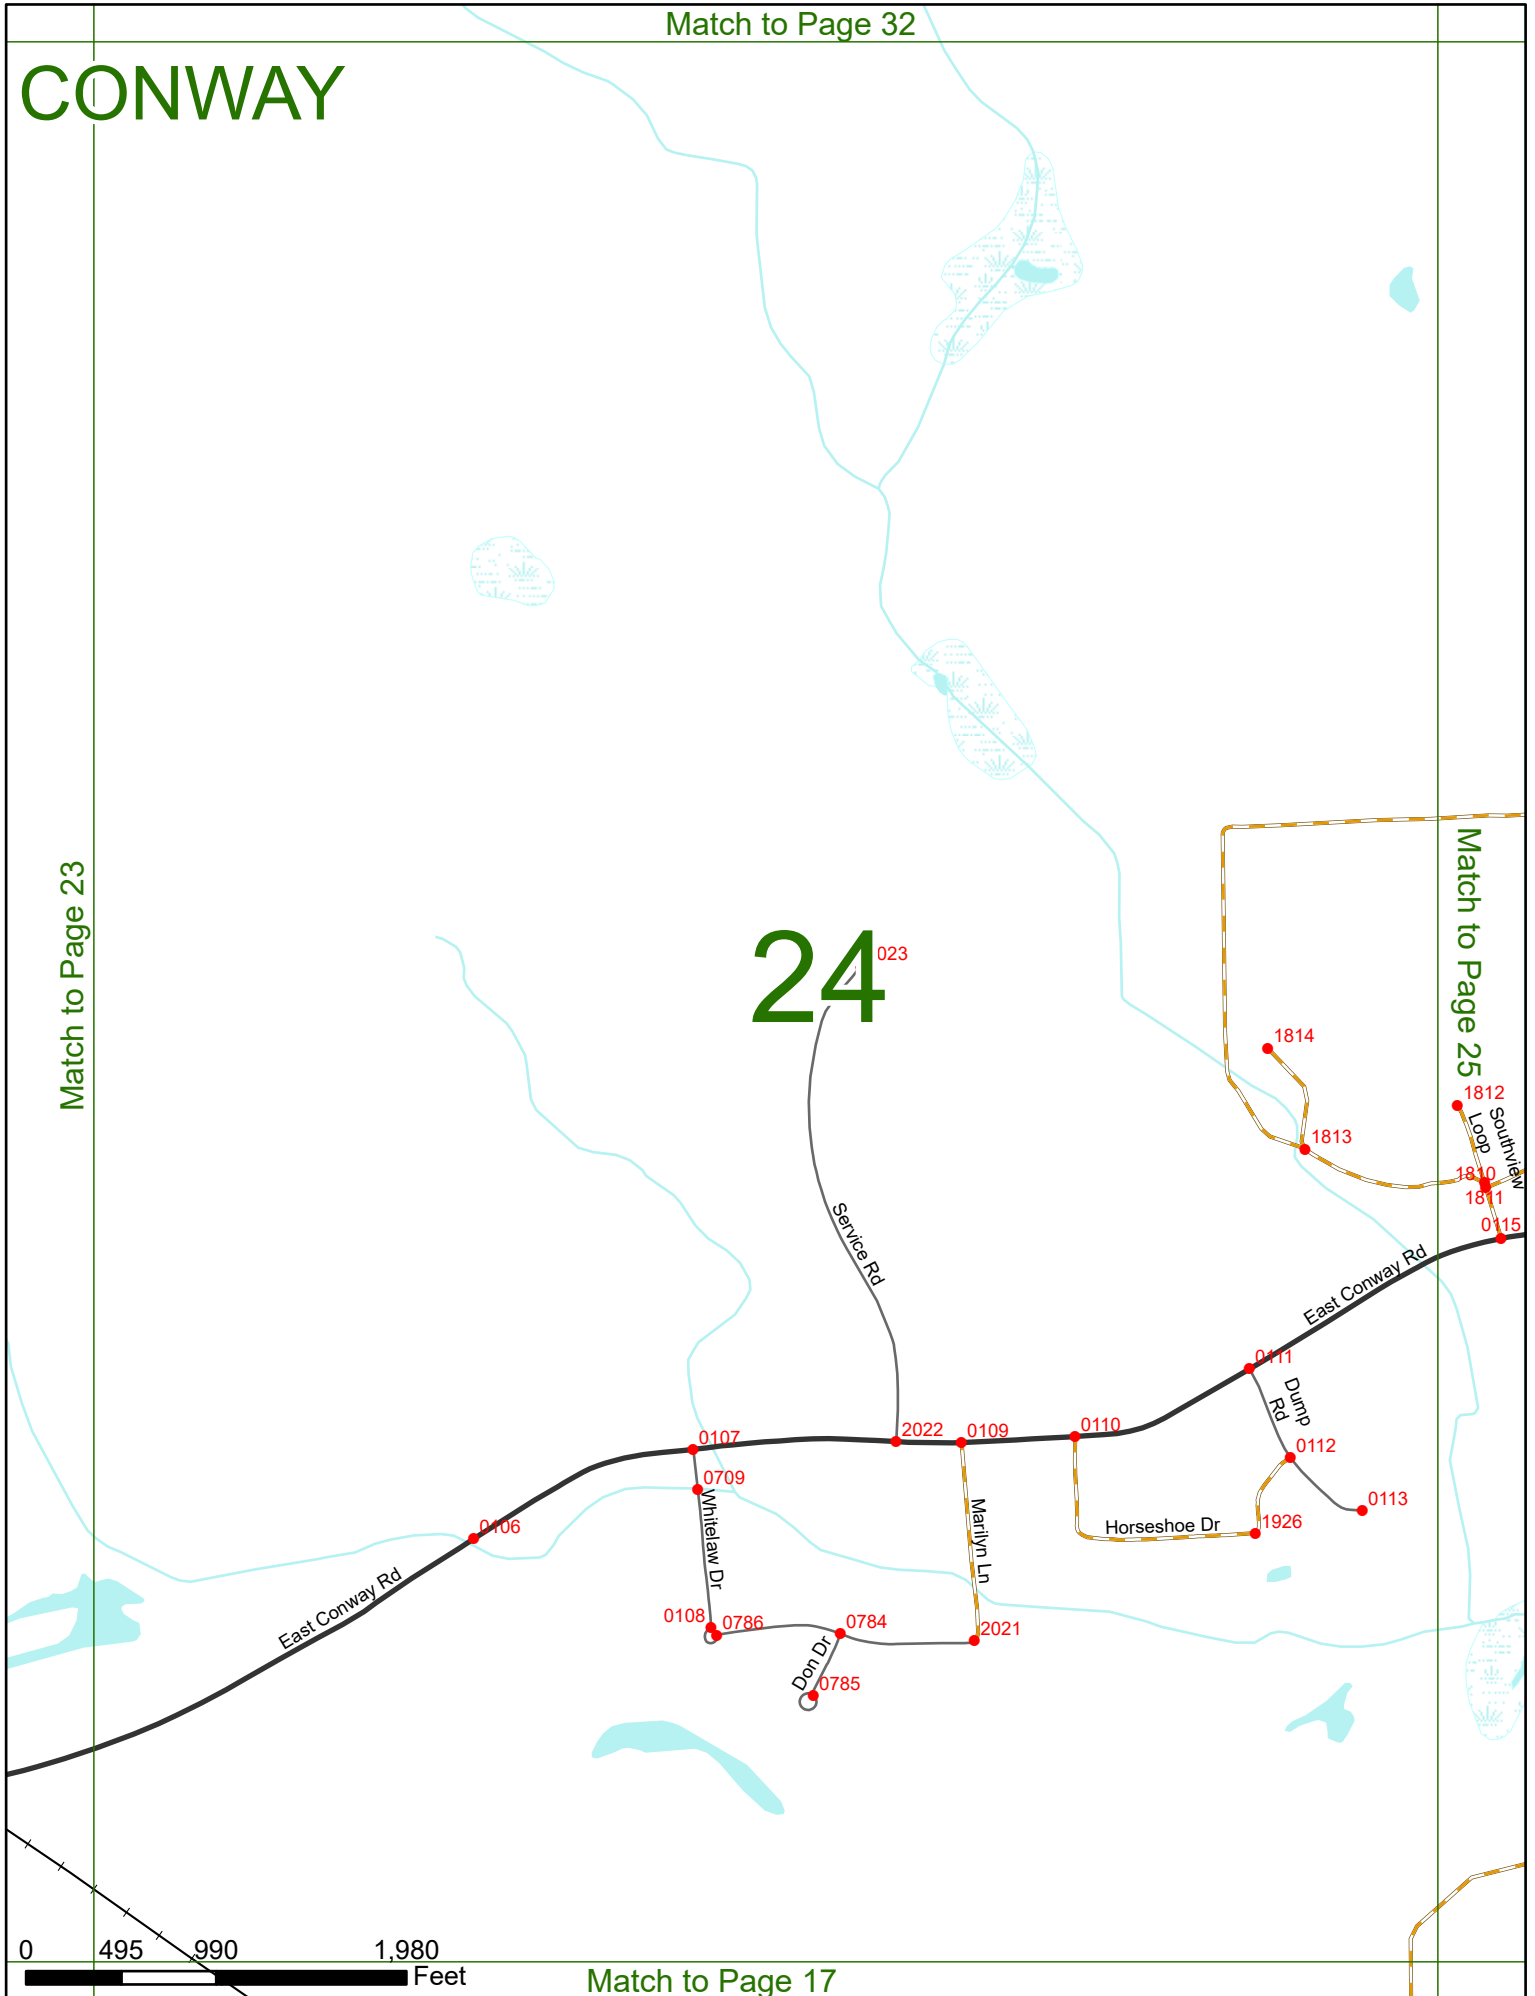 Match to Page 32
CONWAY
Match to Page 23
Match to Page 25
24
023
1814
1813
1812
Southview
Loop
1810
1811
0115
Service Rd
East Conway Rd
0111
Dump
Rd
0107
2022
0109
0110
0112
0709
0113
Whitelaw Dr
Marilyn Ln
Horseshoe Dr
1926
0106
East Conway Rd
0108
0786
0784
2021
Don Dr
0785
0
495
990
1,980
Feet
Match to Page 17